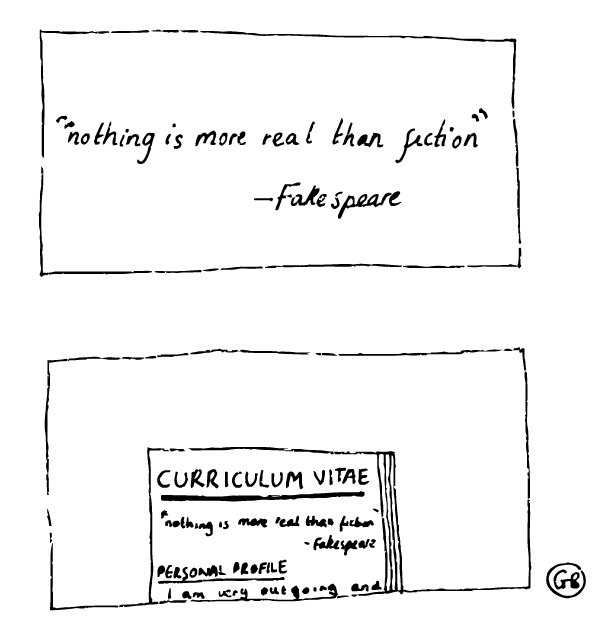 "nothing is more real than fiction"
-Fakespeare
CURRICULUM VITAE
"nothing is more real than fiction"
-Fakespeare
PERSONAL PROFILE
I am very outgoing and
GB